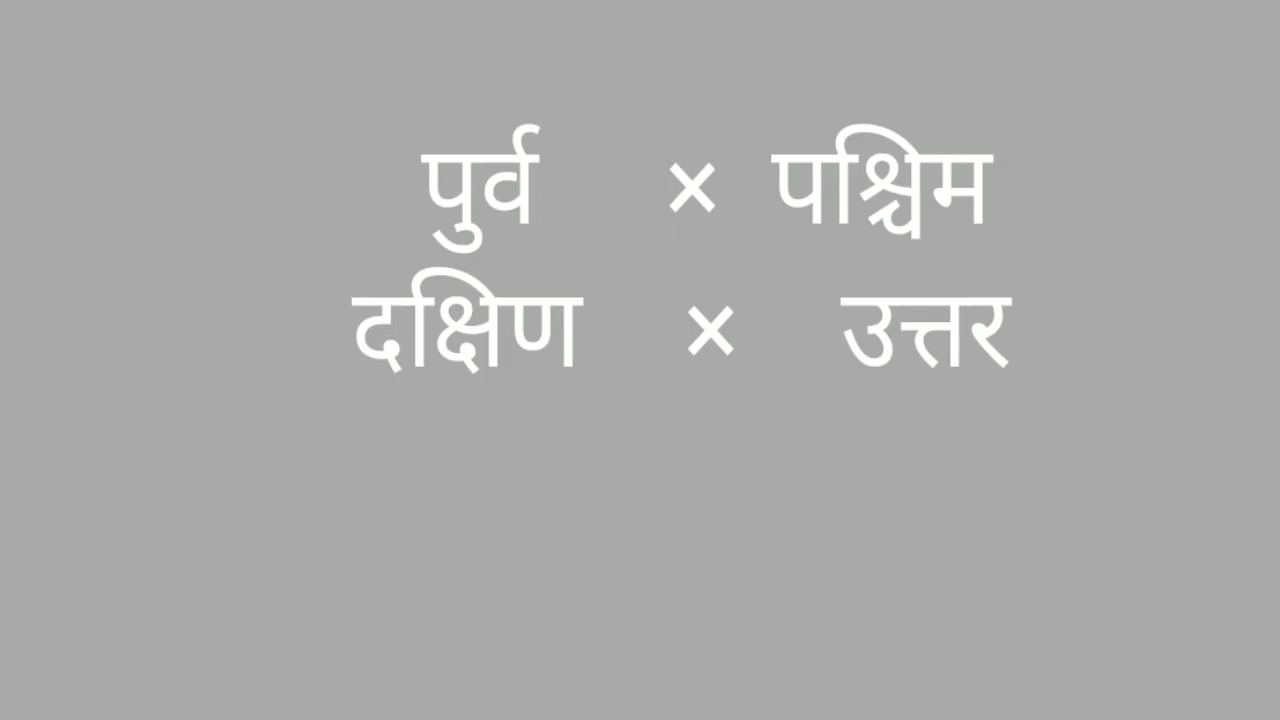 पुर्व × पश्चिम
दक्षिण × उत्तर